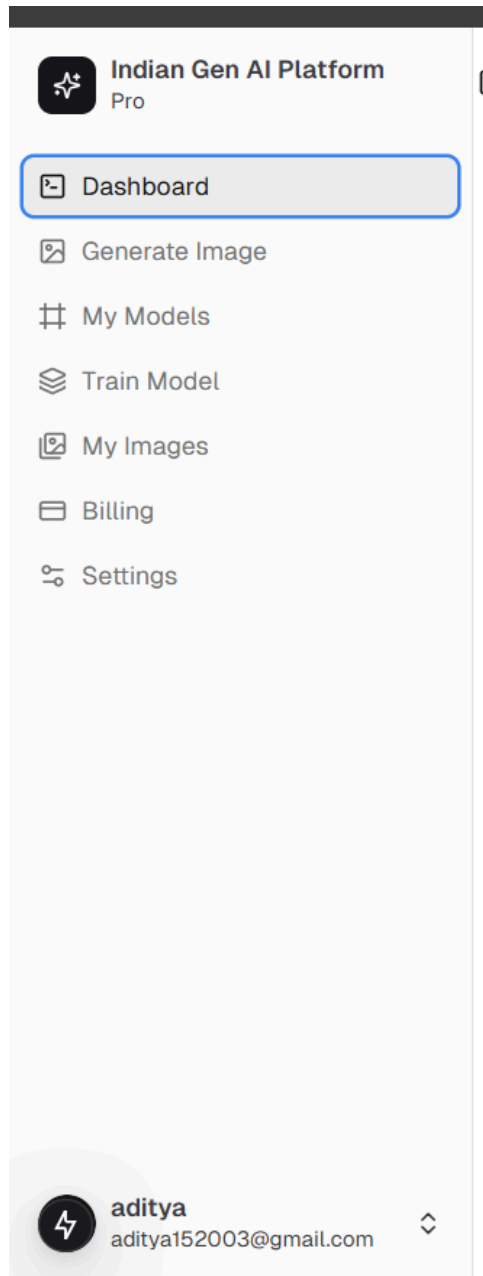 Indian Gen AI Platform
Pro
Dashboard
Generate Image
My Models
Train Model
My Images
Billing
Settings
aditya
aditya152003@gmail.com